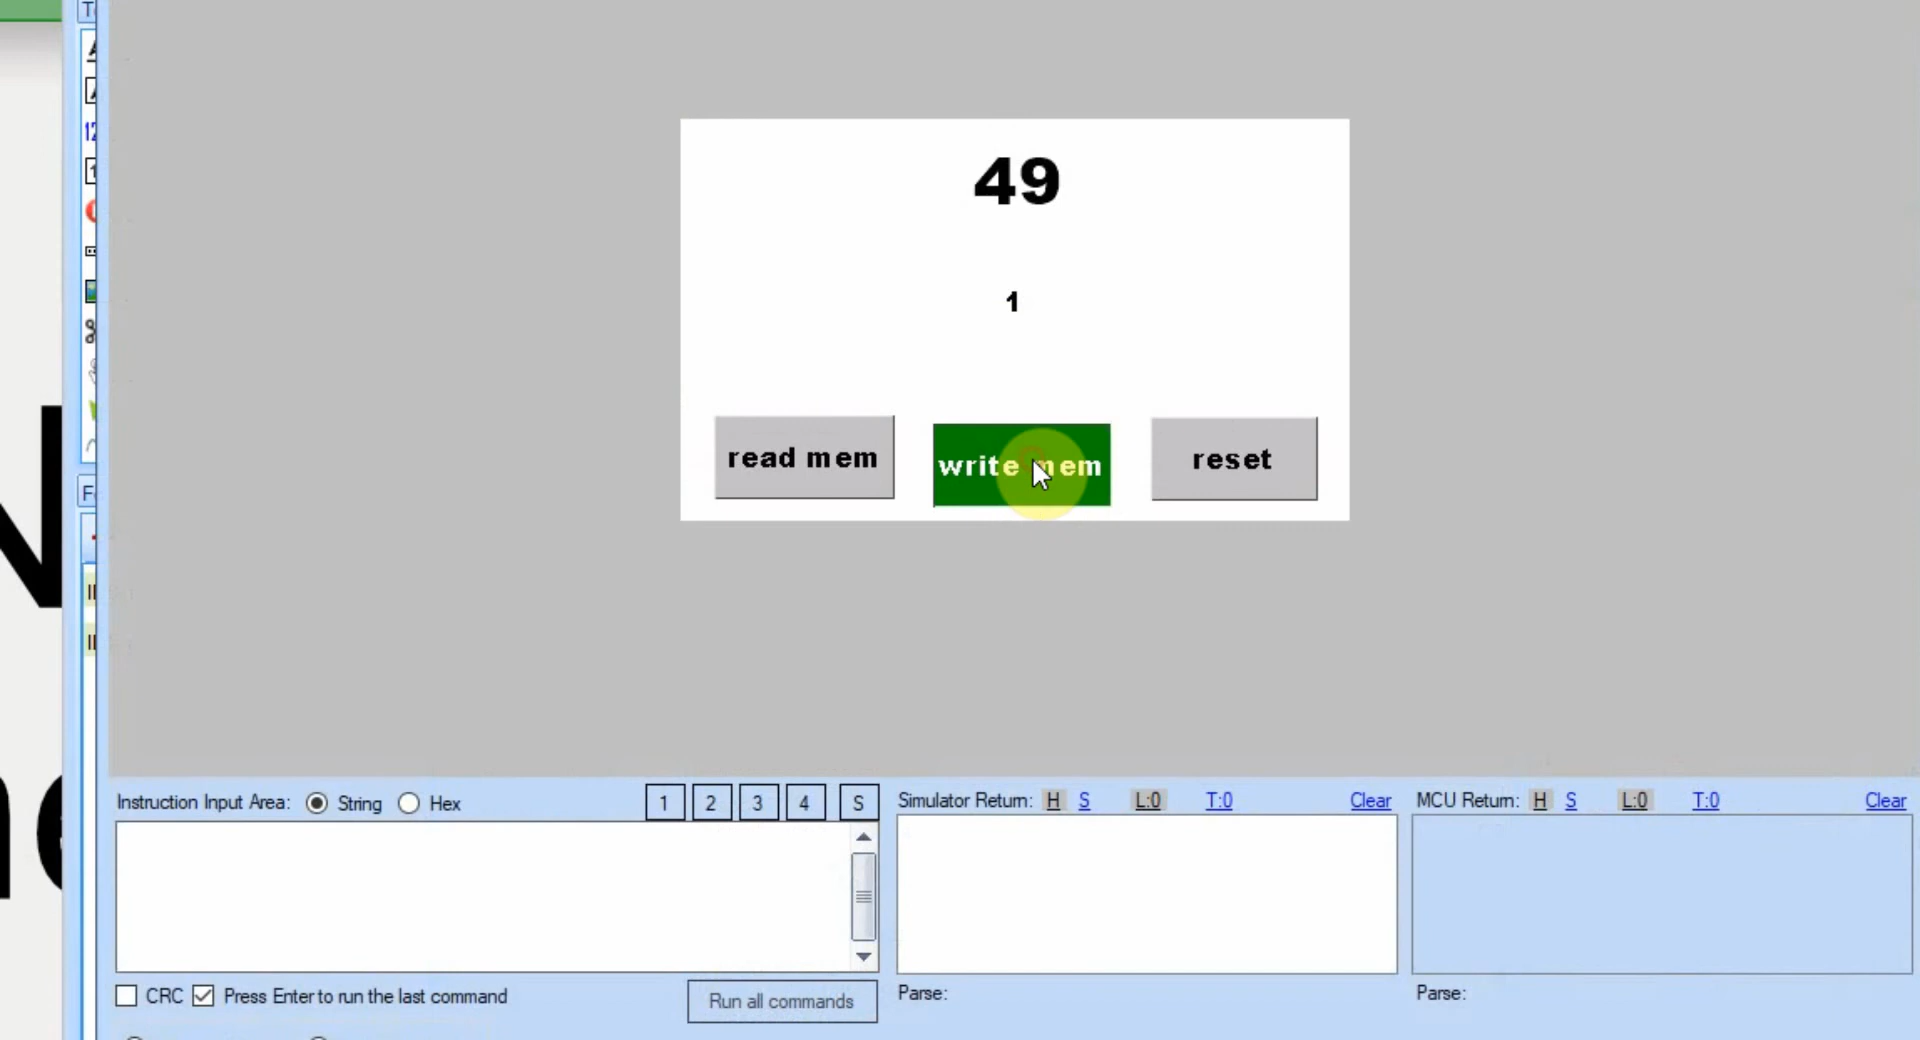 49
1
read mem
write mem
reset
Instruction Input Area: String Hex 1 2 3 4 S
Simulator Return: H S L:0 T:0 Clear
MCU Return: H S L:0 T:0 Clear
CRC Press Enter to run the last command
Run all commands
Parse:
Parse: